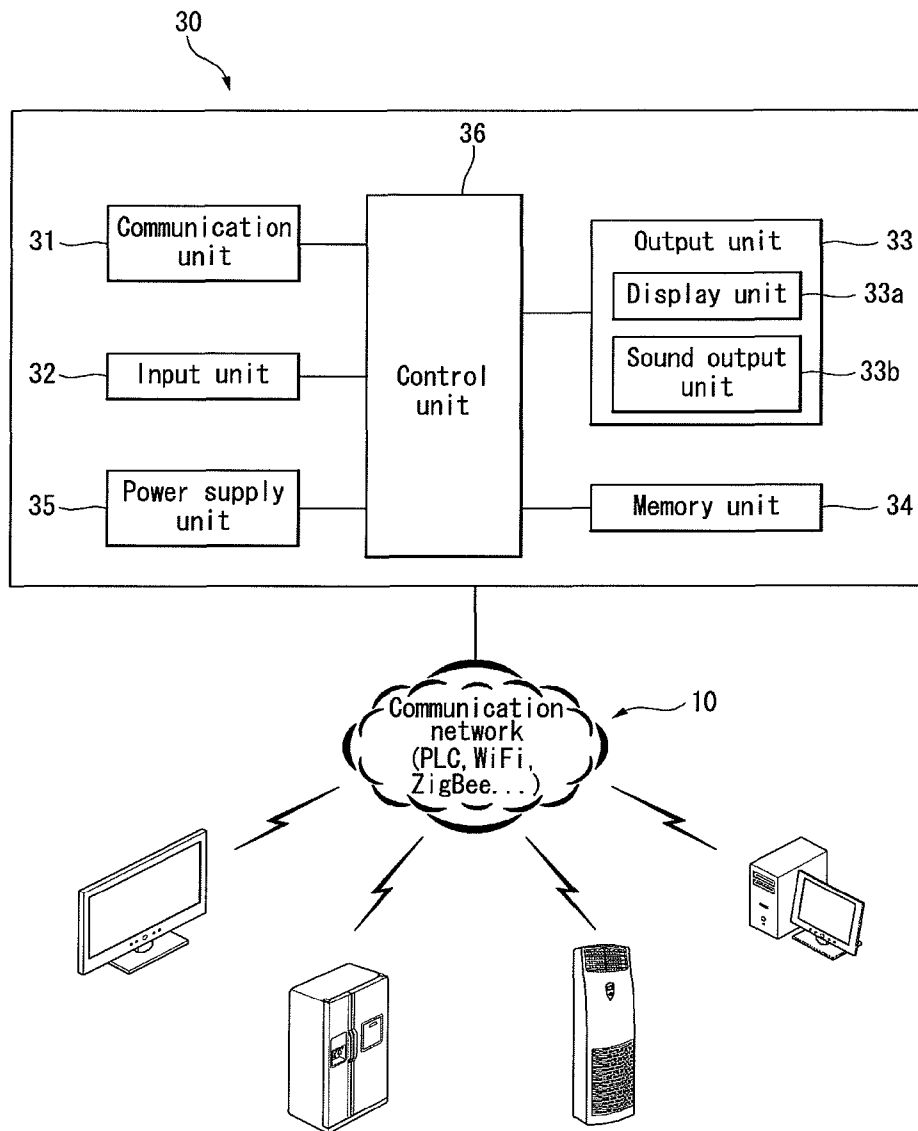 30
36
31
Communication
unit
Output unit
33
Display unit
33a
32
Input unit
Control
unit
Sound output
unit
33b
35
Power supply
unit
Memory unit
34
Communication
network
(PLC, WiFi,
ZigBee...)
10